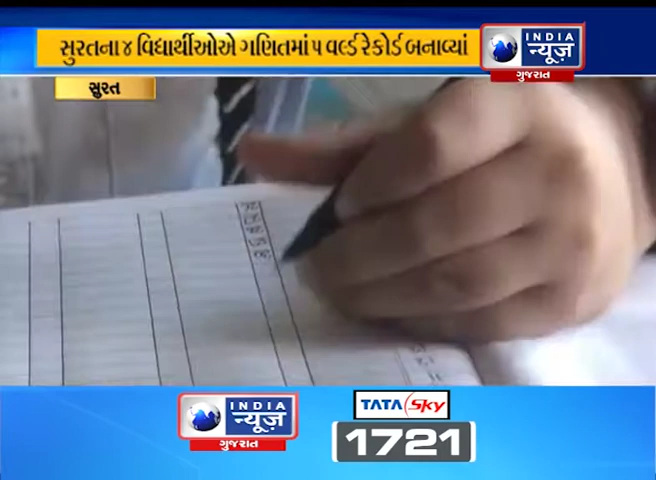 સુરતના ૪ વિદ્યાર્થીઓએ ગણિતમાં ૫ વર્લ્ડ રેકોર્ડ બનાવ્યાં
INDIA
न्यूज़
ગુજરાત
સુરત
INDIA
न्यूज़
ગુજરાત
TATA Sky
1721